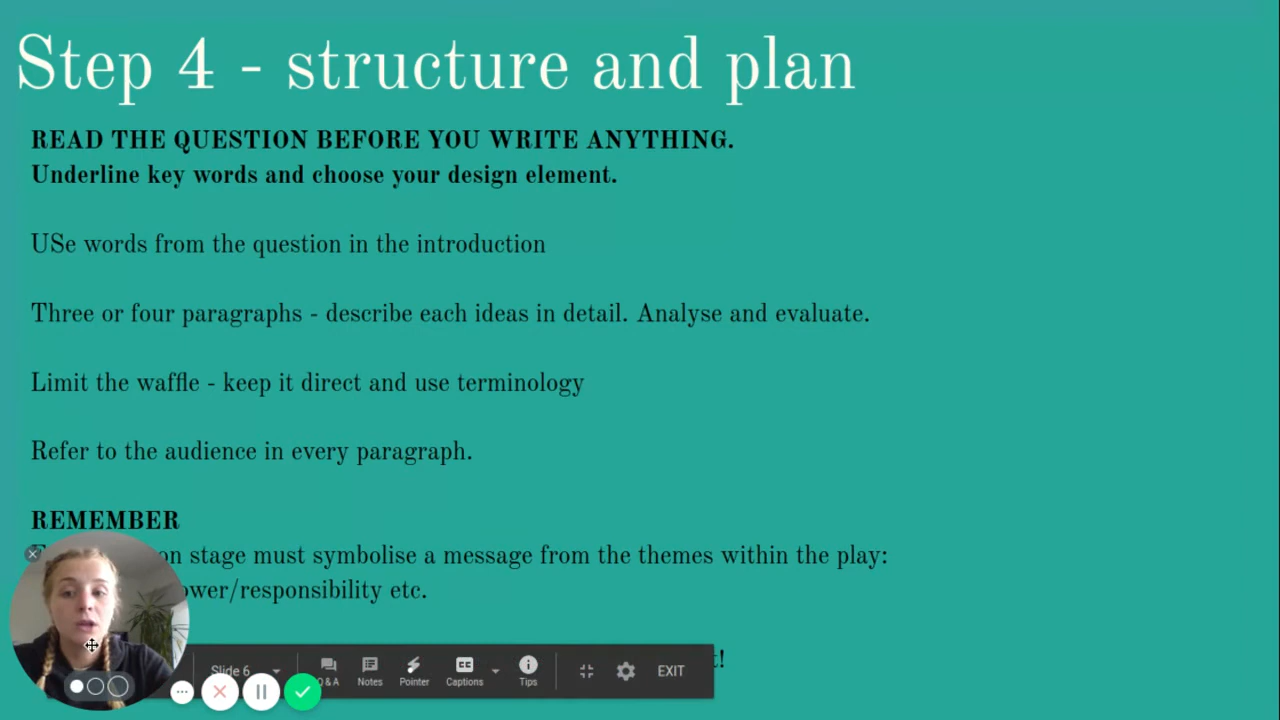 Step 4 - structure and plan
READ THE QUESTION BEFORE YOU WRITE ANYTHING.
Underline key words and choose your design element.
USe words from the question in the introduction
Three or four paragraphs - describe each ideas in detail. Analyse and evaluate.
Limit the waffle - keep it direct and use terminology
Refer to the audience in every paragraph.
REMEMBER
on stage must symbolise a message from the themes within the play:
/responsibility etc.
Slide 6
Notes
Pointer
Captions
Tips
EXIT